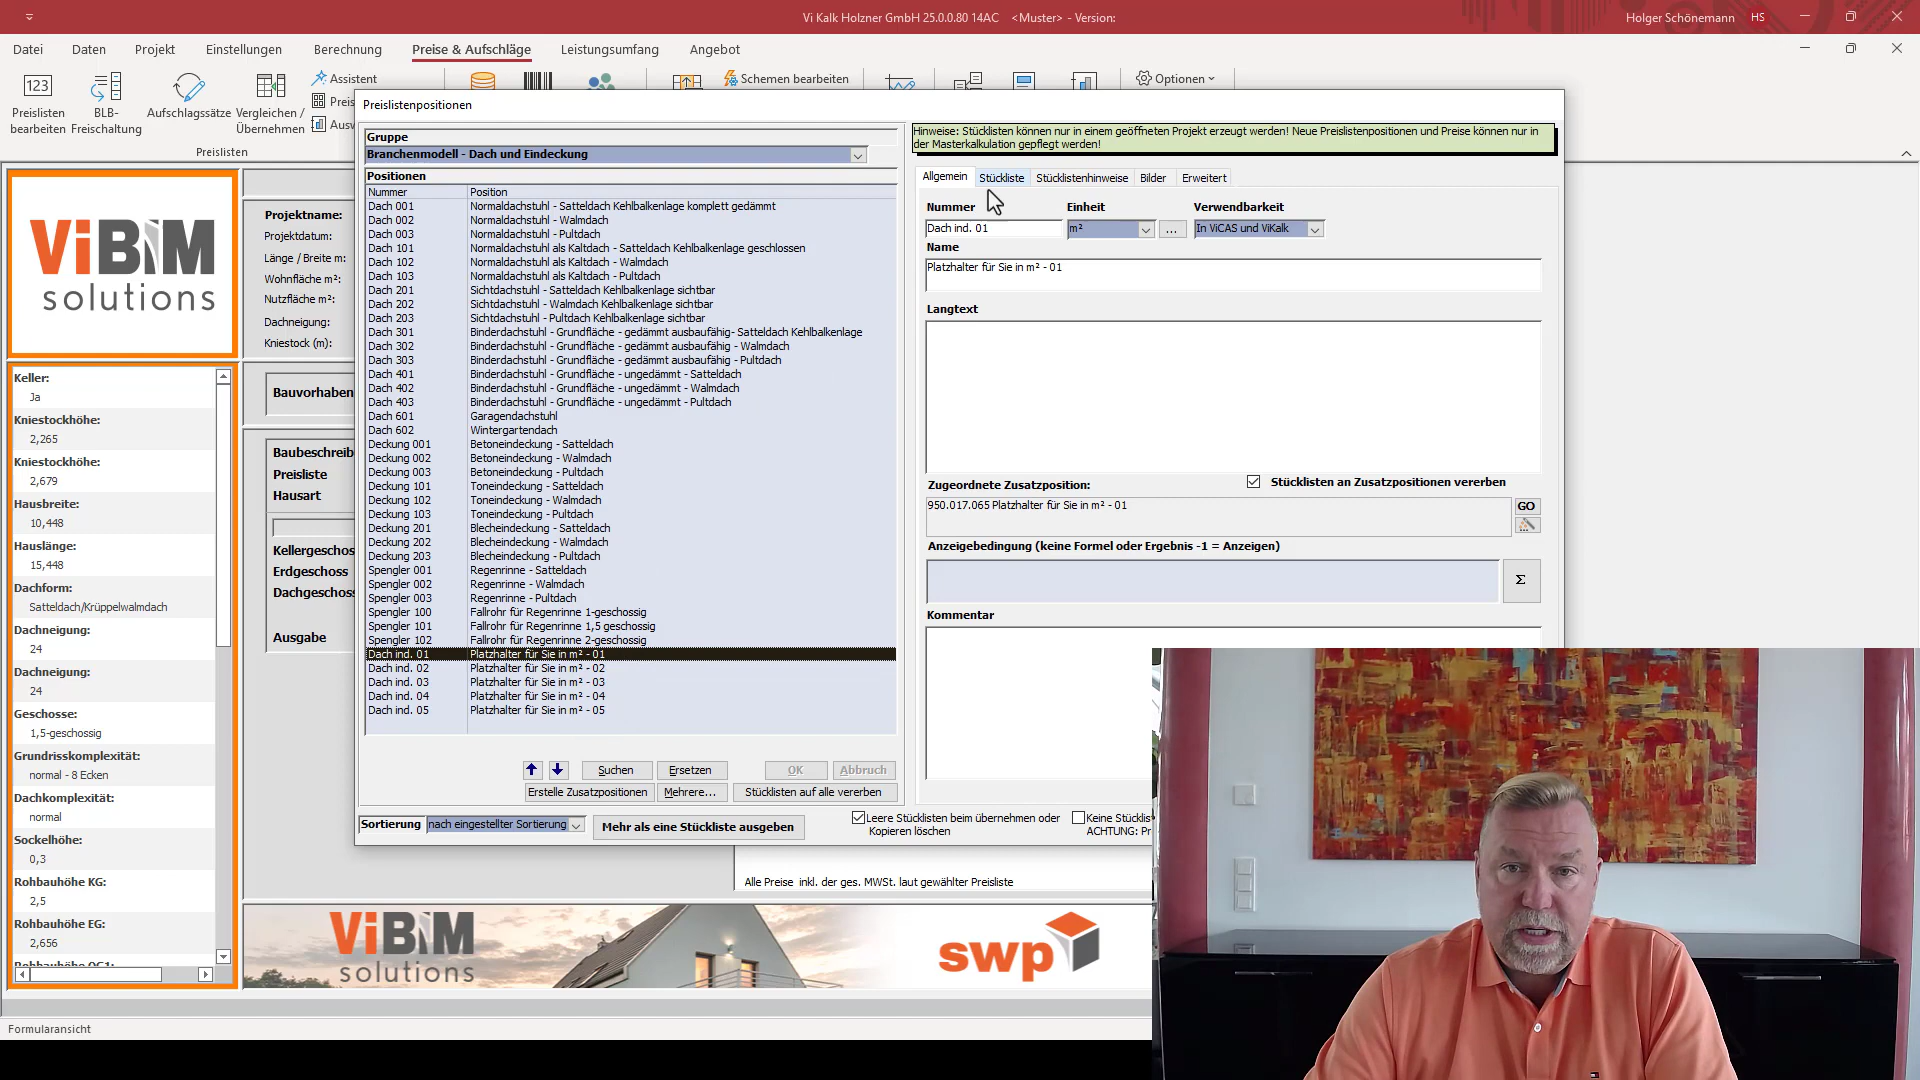 Vi Kalk Holzner GmbH 25.0.0.80 14AC <Muster> - Version:
Holger Schönemann HS
Datei Daten Projekt Einstellungen Berechnung Preise & Aufschläge Leistungsumfang Angebot
Preislisten bearbeiten
BLB-Freischaltung
Aufschlagssätze
Vergleichen / Übernehmen
Assistent
Schemen bearbeiten
Optionen
Preislisten
Preislistenpositionen
Gruppe
Branchenmodell - Dach und Eindeckung
Positionen
Nummer Position
Dach 001 Normaldachstuhl - Satteldach Kehlbalkenlage komplett gedämmt
Dach 002 Normaldachstuhl - Walmdach
Dach 003 Normaldachstuhl - Pultdach
Dach 101 Normaldachstuhl als Kaltdach - Satteldach Kehlbalkenlage geschlossen
Dach 102 Normaldachstuhl als Kaltdach - Walmdach
Dach 103 Normaldachstuhl als Kaltdach - Pultdach
Dach 201 Sichtdachstuhl - Satteldach Kehlbalkenlage sichtbar
Dach 202 Sichtdachstuhl - Walmdach Kehlbalkenlage sichtbar
Dach 203 Sichtdachstuhl - Pultdach Kehlbalkenlage sichtbar
Dach 301 Binderdachstuhl - Grundfläche - gedämmt ausbaufähig- Satteldach Kehlbalkenlage
Dach 302 Binderdachstuhl - Grundfläche - gedämmt ausbaufähig - Walmdach
Dach 303 Binderdachstuhl - Grundfläche - gedämmt ausbaufähig - Pultdach
Dach 401 Binderdachstuhl - Grundfläche - ungedämmt - Satteldach
Dach 402 Binderdachstuhl - Grundfläche - ungedämmt - Walmdach
Dach 403 Binderdachstuhl - Grundfläche - ungedämmt - Pultdach
Dach 601 Garagendachstuhl
Dach 602 Wintergartendach
Deckung 001 Betoneindeckung - Satteldach
Deckung 002 Betoneindeckung - Walmdach
Deckung 003 Betoneindeckung - Pultdach
Deckung 101 Toneindeckung - Satteldach
Deckung 102 Toneindeckung - Walmdach
Deckung 103 Toneindeckung - Pultdach
Deckung 201 Blecheindeckung - Satteldach
Deckung 202 Blecheindeckung - Walmdach
Deckung 203 Blecheindeckung - Pultdach
Spengler 001 Regenrinne - Satteldach
Spengler 002 Regenrinne - Walmdach
Spengler 003 Regenrinne - Pultdach
Spengler 100 Fallrohr für Regenrinne 1-geschossig
Spengler 101 Fallrohr für Regenrinne 1,5 geschossig
Spengler 102 Fallrohr für Regenrinne 2-geschossig
Dach ind. 01 Platzhalter für Sie in m² - 01
Dach ind. 02 Platzhalter für Sie in m² - 02
Dach ind. 03 Platzhalter für Sie in m² - 03
Dach ind. 04 Platzhalter für Sie in m² - 04
Dach ind. 05 Platzhalter für Sie in m² - 05
Suchen Ersetzen OK Abbruch
Erstelle Zusatzpositionen Mehrere... Stücklisten auf alle vererben
Sortierung nach eingestellter Sortierung Mehr als eine Stückliste ausgeben
Leere Stücklisten beim übernehmen oder
Kopieren löschen
Keine Stücklis
ACHTUNG: Pr
Hinweise: Stücklisten können nur in einem geöffneten Projekt erzeugt werden! Neue Preislistenpositionen und Preise können nur in
der Masterkalkulation gepflegt werden!
Allgemein Stückliste Stücklistenhinweise Bilder Erweitert
Nummer Einheit Verwendbarkeit
Dach ind. 01 m² ... In ViCAS und ViKalk
Name
Platzhalter für Sie in m² - 01
Langtext
Zugeordnete Zusatzposition: Stücklisten an Zusatzpositionen vererben
950.017.065 Platzhalter für Sie in m² - 01 GO
Anzeigebedingung (keine Formel oder Ergebnis -1 = Anzeigen)
Σ
Kommentar
ViBiM
solutions
Projektname:
Projektdatum:
Länge / Breite m:
Wohnfläche m²:
Nutzfläche m²:
Dachneigung:
Kniestock (m):
Bauvorhaben
Baubeschreib
Preisliste
Hausart
Kellergeschos
Erdgeschoss
Dachgeschos
Ausgabe
Keller:
Ja
Kniestockhöhe:
2,265
Kniestockhöhe:
2,679
Hausbreite:
10,448
Hauslänge:
15,448
Dachform:
Satteldach/Krüppelwalmdach
Dachneigung:
24
Dachneigung:
24
Geschosse:
1,5-geschossig
Grundrisskomplexität:
normal - 8 Ecken
Dachkomplexität:
normal
Sockelhöhe:
0,3
Rohbauhöhe KG:
2,5
Rohbauhöhe EG:
2,656
Rohbauhöhe OG1:
Alle Preise inkl. der ges. MWSt. laut gewählter Preisliste
ViBiM
solutions
swp
Formularansicht